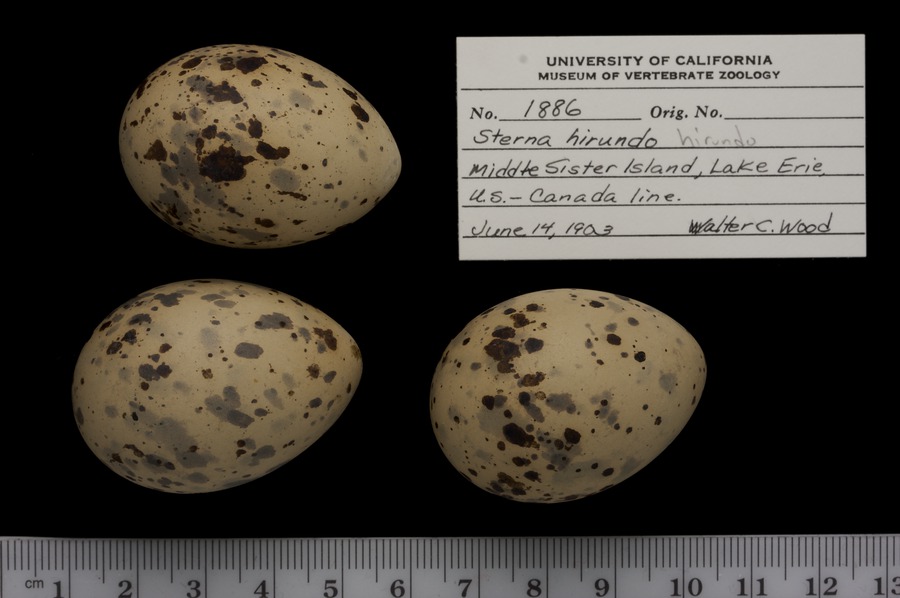 UNIVERSITY OF CALIFORNIA
MUSEUM OF VERTEBRATE ZOOLOGY
No. 1886 Orig. No.
Sterna hirundo hirundo
Middle Sister Island, Lake Erie,
U.S. - Canada line.
June 14, 1903 Walter C. Wood
cm 1 2 3 4 5 6 7 8 9 10 11 12 13